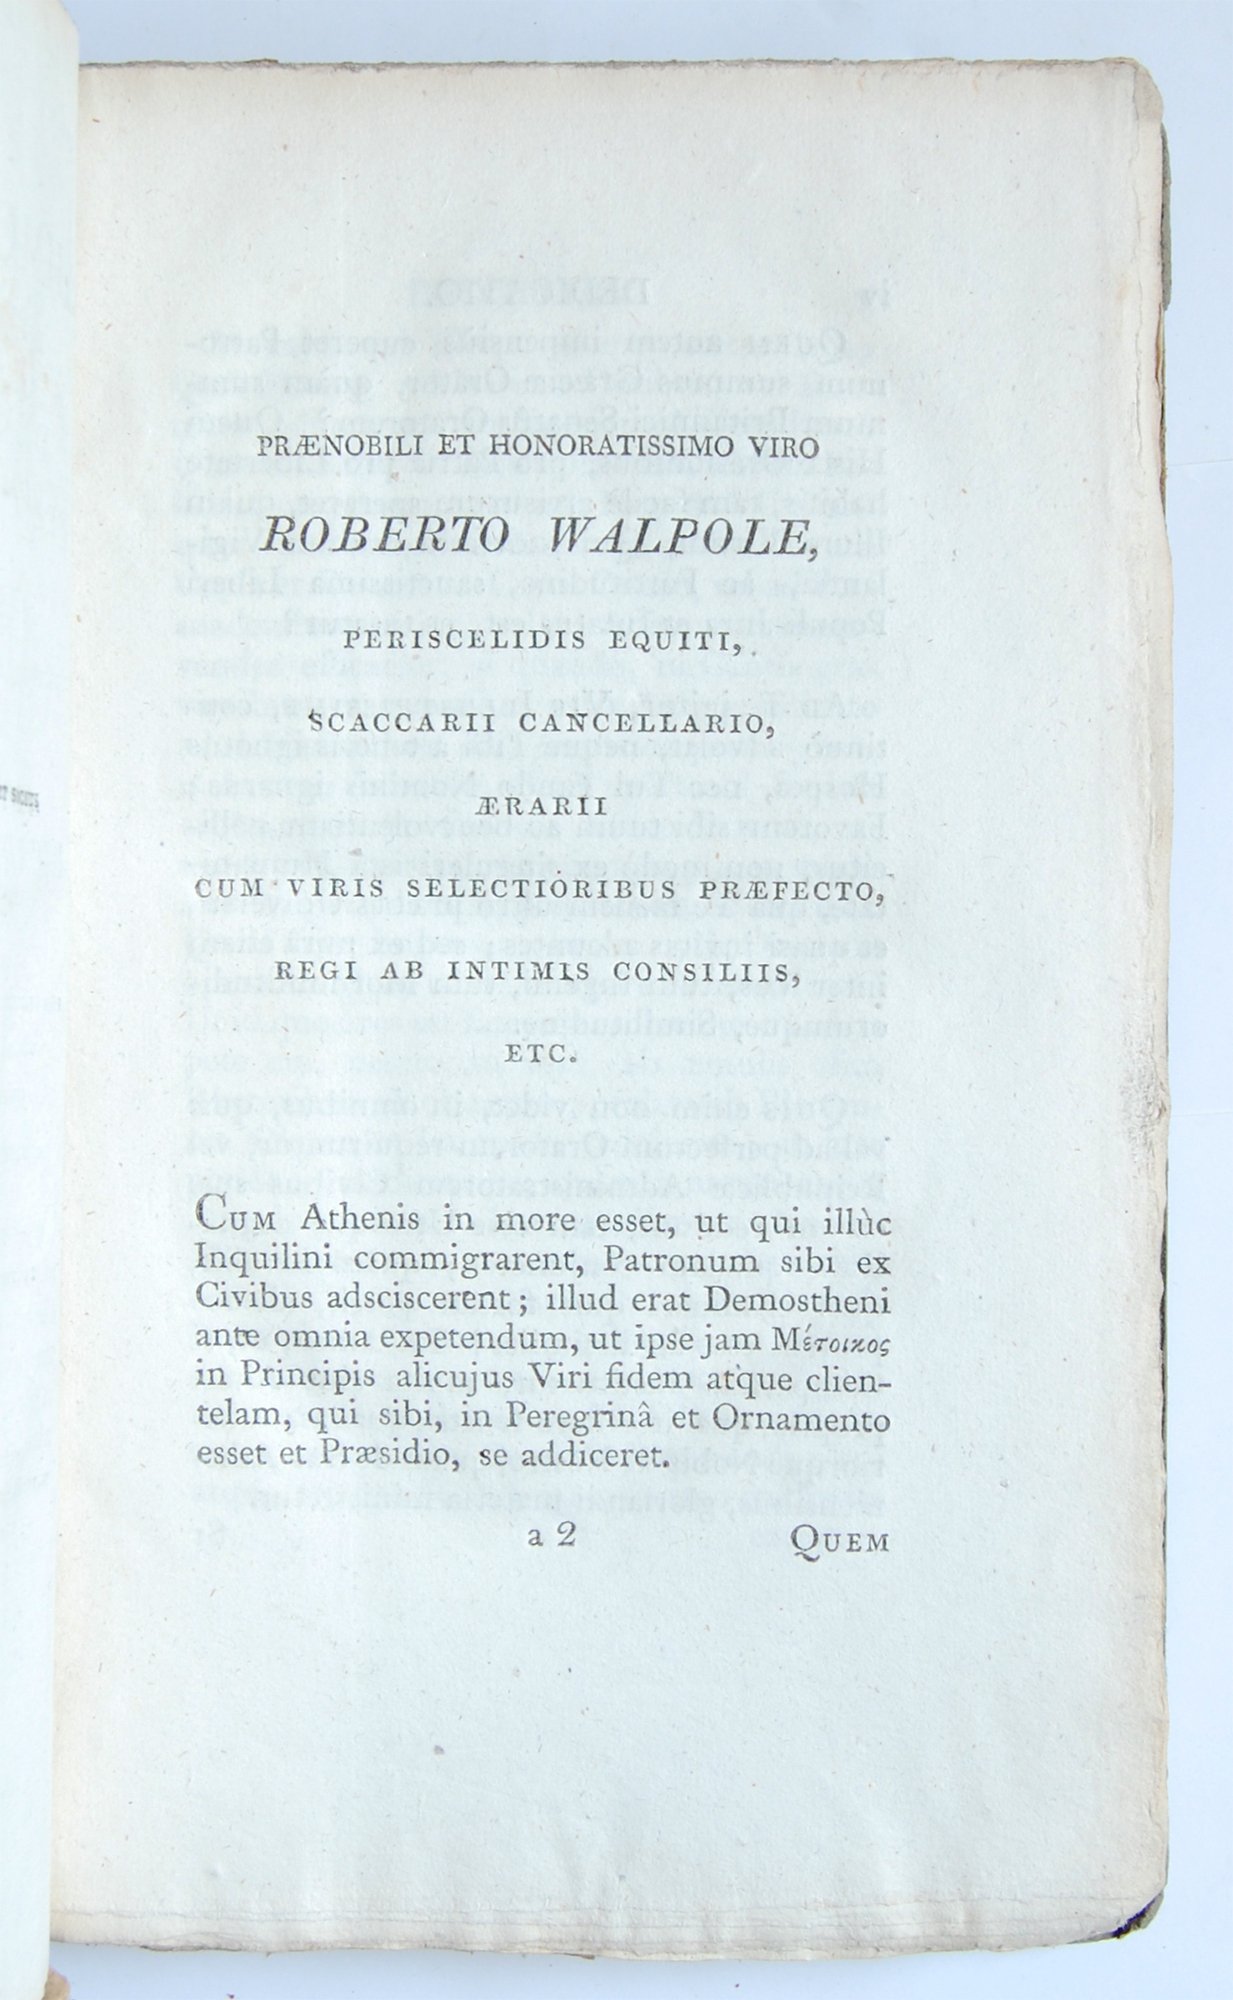 PRÆNOBILI ET HONORATISSIMO VIRO
ROBERTO WALPOLE,
PERISCELIDIS EQUITI,
SCACCARII CANCELLARIO,
ÆRARII
CUM VIRIS SELECTIORIBUS PRÆFECTO,
REGI AB INTIMIS CONSILIIS,
ETC.
CUM Athenis in more esset, ut qui illùc
Inquilini commigrarent, Patronum sibi ex
Civibus adsciscerent; illud erat Demostheni
ante omnia expetendum, ut ipse jam Μέτοικος
in Principis alicujus Viri fidem atque clien-
telam, qui sibi, in Peregrinâ et Ornamento
esset et Præsidio, se addiceret.
a 2 QUEM